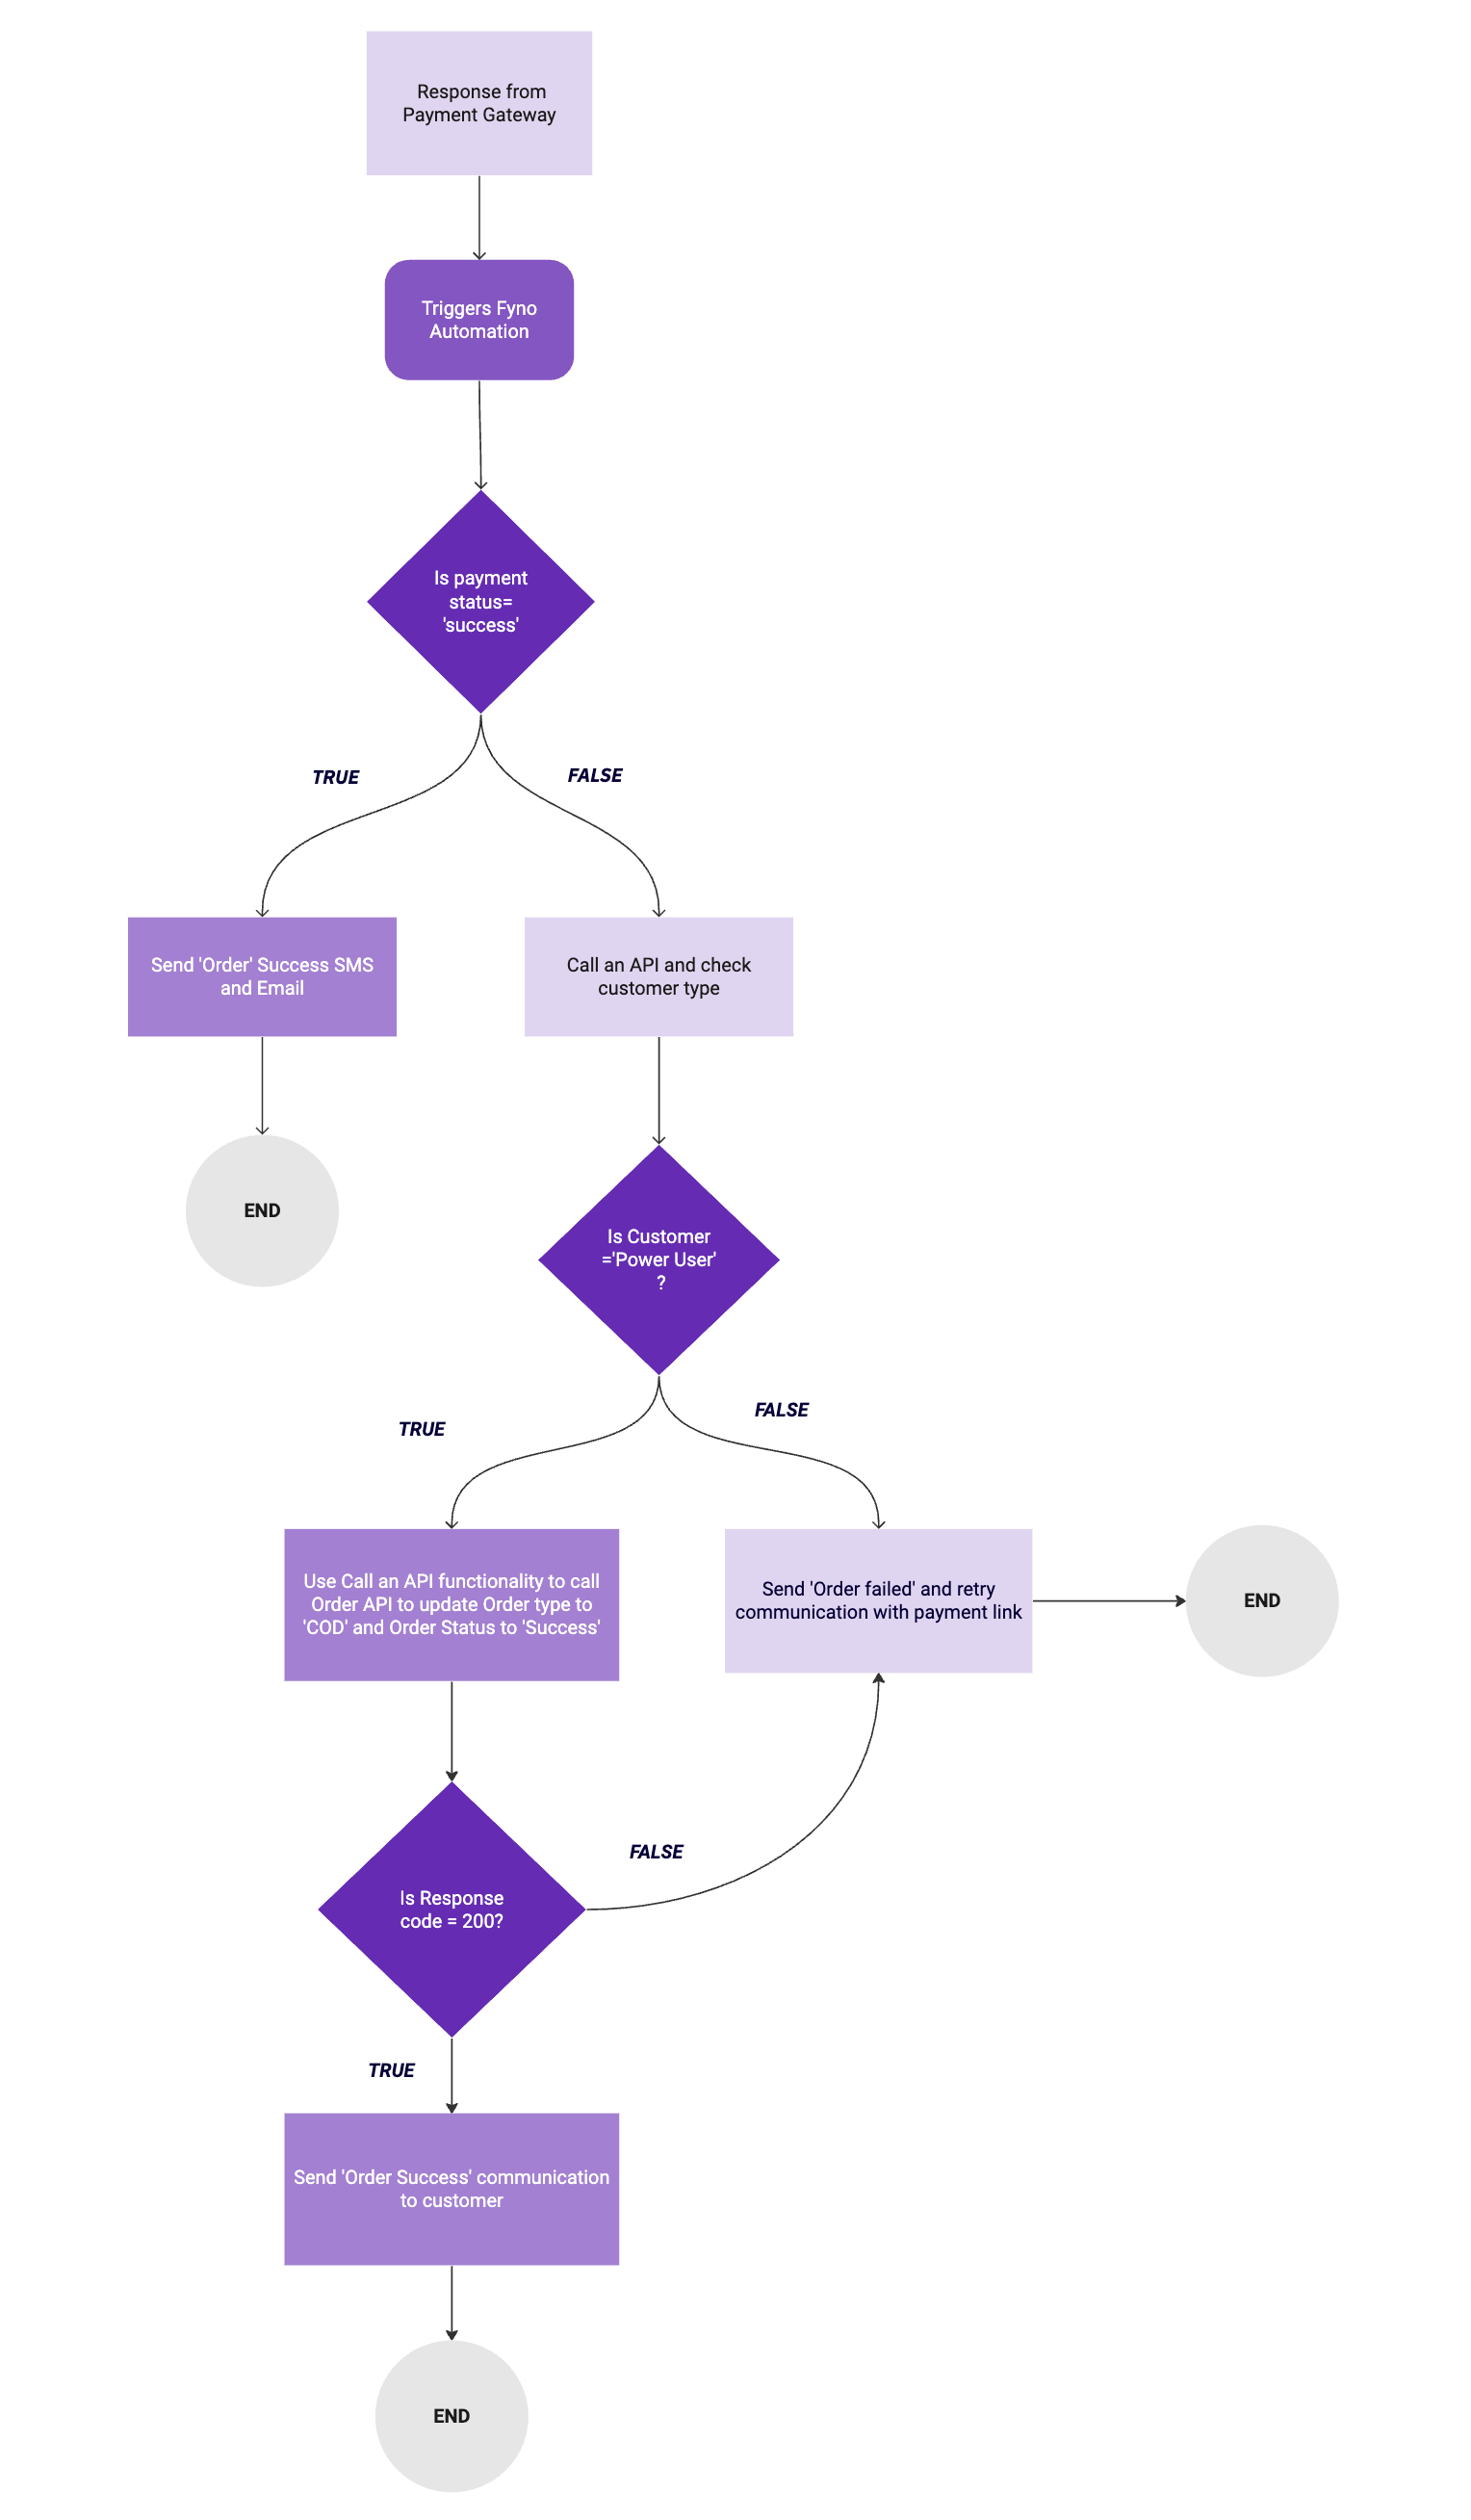 Response from
Payment Gateway
Triggers Fyno
Automation
Is payment
status=
'success'
TRUE
FALSE
Send 'Order' Success SMS
and Email
Call an API and check
customer type
END
Is Customer
='Power User'
?
TRUE
FALSE
Use Call an API functionality to call
Order API to update Order type to
'COD' and Order Status to 'Success'
Send 'Order failed' and retry
communication with payment link
END
Is Response
code = 200?
FALSE
TRUE
Send 'Order Success' communication
to customer
END